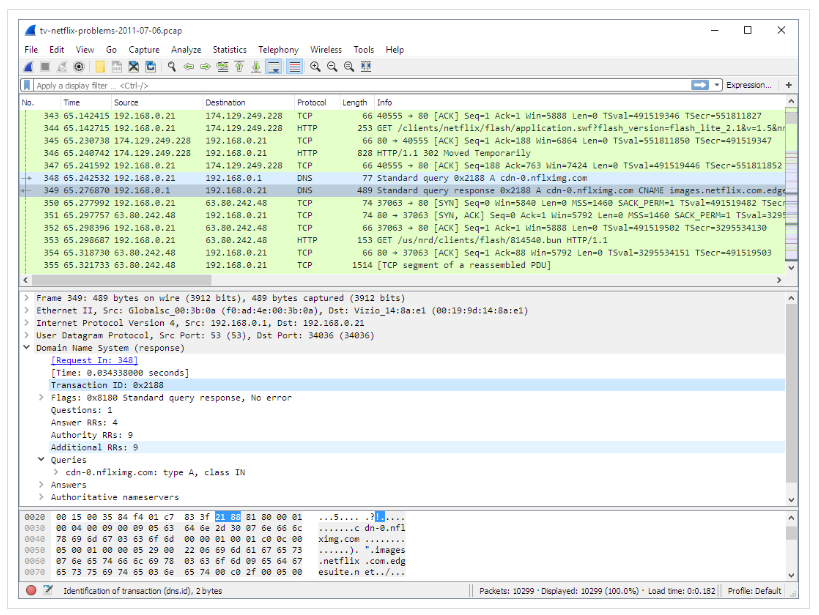 tv-netflix-problems-2011-07-06.pcap
File Edit View Go Capture Analyze Statistics Telephony Wireless Tools Help
Apply a display filter ... <Ctrl-/> Expression... +
No. Time Source Destination Protocol Length Info
343 65.142415 192.168.0.21 174.129.249.228 TCP 66 40555 → 80 [ACK] Seq=1 Ack=1 Win=5888 Len=0 TSval=491519346 TSecr=551811827
344 65.142715 192.168.0.21 174.129.249.228 HTTP 253 GET /clients/netflix/flash/application.swf?flash_version=flash_lite_2.1&v=1.5&nr
345 65.230738 174.129.249.228 192.168.0.21 TCP 66 80 → 40555 [ACK] Seq=1 Ack=188 Win=6864 Len=0 TSval=551811850 TSecr=491519347
346 65.240742 174.129.249.228 192.168.0.21 HTTP 828 HTTP/1.1 302 Moved Temporarily
347 65.241592 192.168.0.21 174.129.249.228 TCP 66 40555 → 80 [ACK] Seq=188 Ack=763 Win=7424 Len=0 TSval=491519446 TSecr=551811852
348 65.242532 192.168.0.21 192.168.0.1 DNS 77 Standard query 0x2188 A cdn-0.nflximg.com
349 65.276870 192.168.0.1 192.168.0.21 DNS 489 Standard query response 0x2188 A cdn-0.nflximg.com CNAME images.netflix.com.edge
350 65.277992 192.168.0.21 63.80.242.48 TCP 74 37063 → 80 [SYN] Seq=0 Win=5840 Len=0 MSS=1460 SACK_PERM=1 TSval=491519482 TSecr
351 65.297757 63.80.242.48 192.168.0.21 TCP 74 80 → 37063 [SYN, ACK] Seq=0 Ack=1 Win=5792 Len=0 MSS=1460 SACK_PERM=1 TSval=3295
352 65.298396 192.168.0.21 63.80.242.48 TCP 66 37063 → 80 [ACK] Seq=1 Ack=1 Win=5888 Len=0 TSval=491519502 TSecr=3295534130
353 65.298687 192.168.0.21 63.80.242.48 HTTP 153 GET /us/nrd/clients/flash/814540.bun HTTP/1.1
354 65.318730 63.80.242.48 192.168.0.21 TCP 66 80 → 37063 [ACK] Seq=1 Ack=88 Win=5792 Len=0 TSval=3295534151 TSecr=491519503
355 65.321733 63.80.242.48 192.168.0.21 TCP 1514 [TCP segment of a reassembled PDU]
Frame 349: 489 bytes on wire (3912 bits), 489 bytes captured (3912 bits)
Ethernet II, Src: Globalsc_00:3b:0a (f0:ad:4e:00:3b:0a), Dst: Vizio_14:8a:e1 (00:19:9d:14:8a:e1)
Internet Protocol Version 4, Src: 192.168.0.1, Dst: 192.168.0.21
User Datagram Protocol, Src Port: 53 (53), Dst Port: 34036 (34036)
Domain Name System (response)
[Request In: 348]
[Time: 0.034338000 seconds]
Transaction ID: 0x2188
Flags: 0x8180 Standard query response, No error
Questions: 1
Answer RRs: 4
Authority RRs: 9
Additional RRs: 9
Queries
cdn-0.nflximg.com: type A, class IN
Answers
Authoritative nameservers
0020 00 15 00 35 84 f4 01 c7 83 3f 21 88 81 80 00 01 ...5.... .?!.....
0030 00 04 00 09 00 09 05 63 64 6e 2d 30 07 6e 66 6c .......c dn-0.nfl
0040 78 69 6d 67 03 63 6f 6d 00 00 01 00 01 c0 0c 00 ximg.com ........
0050 05 00 01 00 00 05 29 00 22 06 69 6d 61 67 65 73 ......). ".images
0060 07 6e 65 74 66 6c 69 78 03 63 6f 6d 09 65 64 67 .netflix .com.edg
0070 65 73 75 69 74 65 03 6e 65 74 00 c0 2f 00 05 00 esuite.n et../...
Identification of transaction (dns.id), 2 bytes Packets: 10299 · Displayed: 10299 (100.0%) · Load time: 0:0.182 Profile: Default